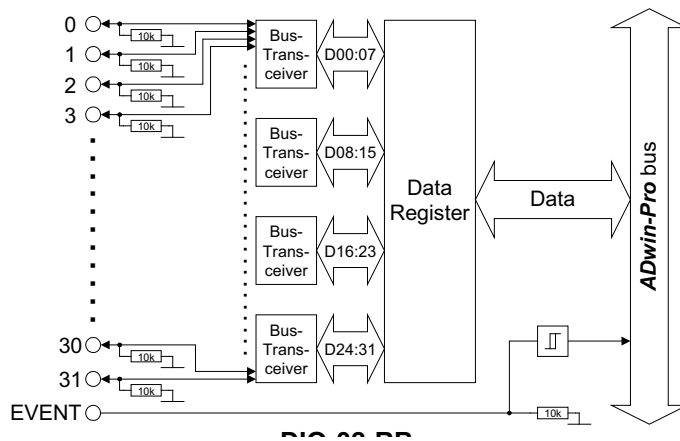 0
10k
1
10k
2
10k
3
10k
30
10k
31
10k
EVENT
Bus-
Trans-
ceiver
D00:07
Bus-
Trans-
ceiver
D08:15
Bus-
Trans-
ceiver
D16:23
Bus-
Trans-
ceiver
D24:31
Data
Register
Data
ADwin-Pro bus
10k